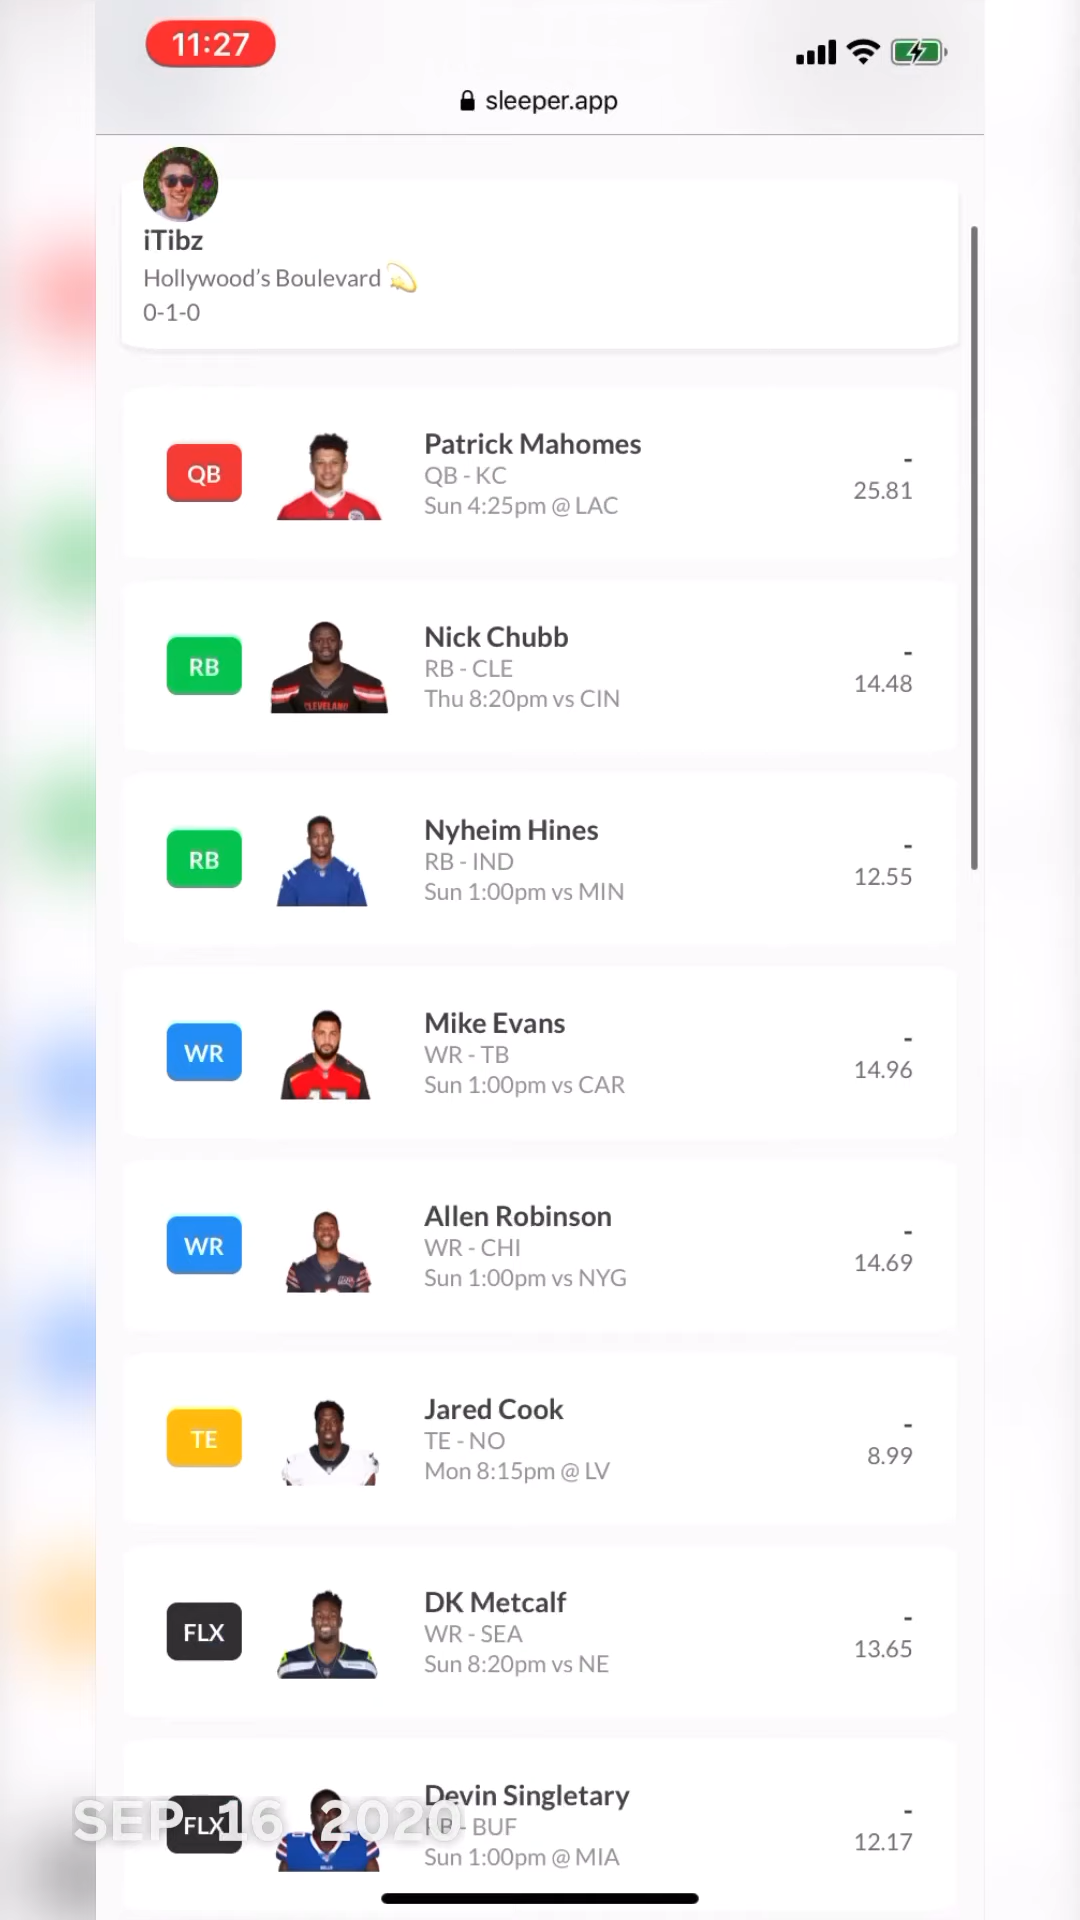 11:27
sleeper.app
iTibz
Hollywood's Boulevard 💫
0-1-0
QB
Patrick Mahomes
QB - KC
Sun 4:25pm @ LAC
-
25.81
RB
Nick Chubb
RB - CLE
Thu 8:20pm vs CIN
-
14.48
CLEVELAND
RB
Nyheim Hines
RB - IND
Sun 1:00pm vs MIN
-
12.55
WR
Mike Evans
WR - TB
Sun 1:00pm vs CAR
-
14.96
WR
Allen Robinson
WR - CHI
Sun 1:00pm vs NYG
-
14.69
TE
Jared Cook
TE - NO
Mon 8:15pm @ LV
-
8.99
FLX
DK Metcalf
WR - SEA
Sun 8:20pm vs NE
-
13.65
FLX
Devin Singletary
RB - BUF
Sun 1:00pm @ MIA
-
12.17
SEP 16 2020